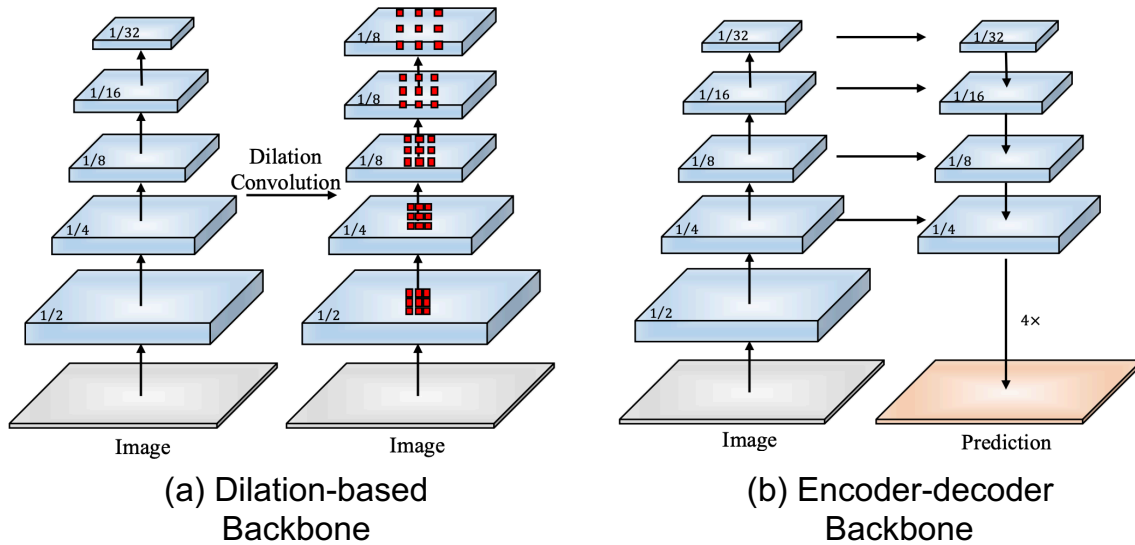 1/32
1/16
1/8
1/4
1/2
Image
Dilation
Convolution
1/8
1/8
1/8
1/4
1/2
Image
(a) Dilation-based
Backbone
1/32
1/16
1/8
1/4
1/2
Image
1/32
1/16
1/8
1/4
4×
Prediction
(b) Encoder-decoder
Backbone